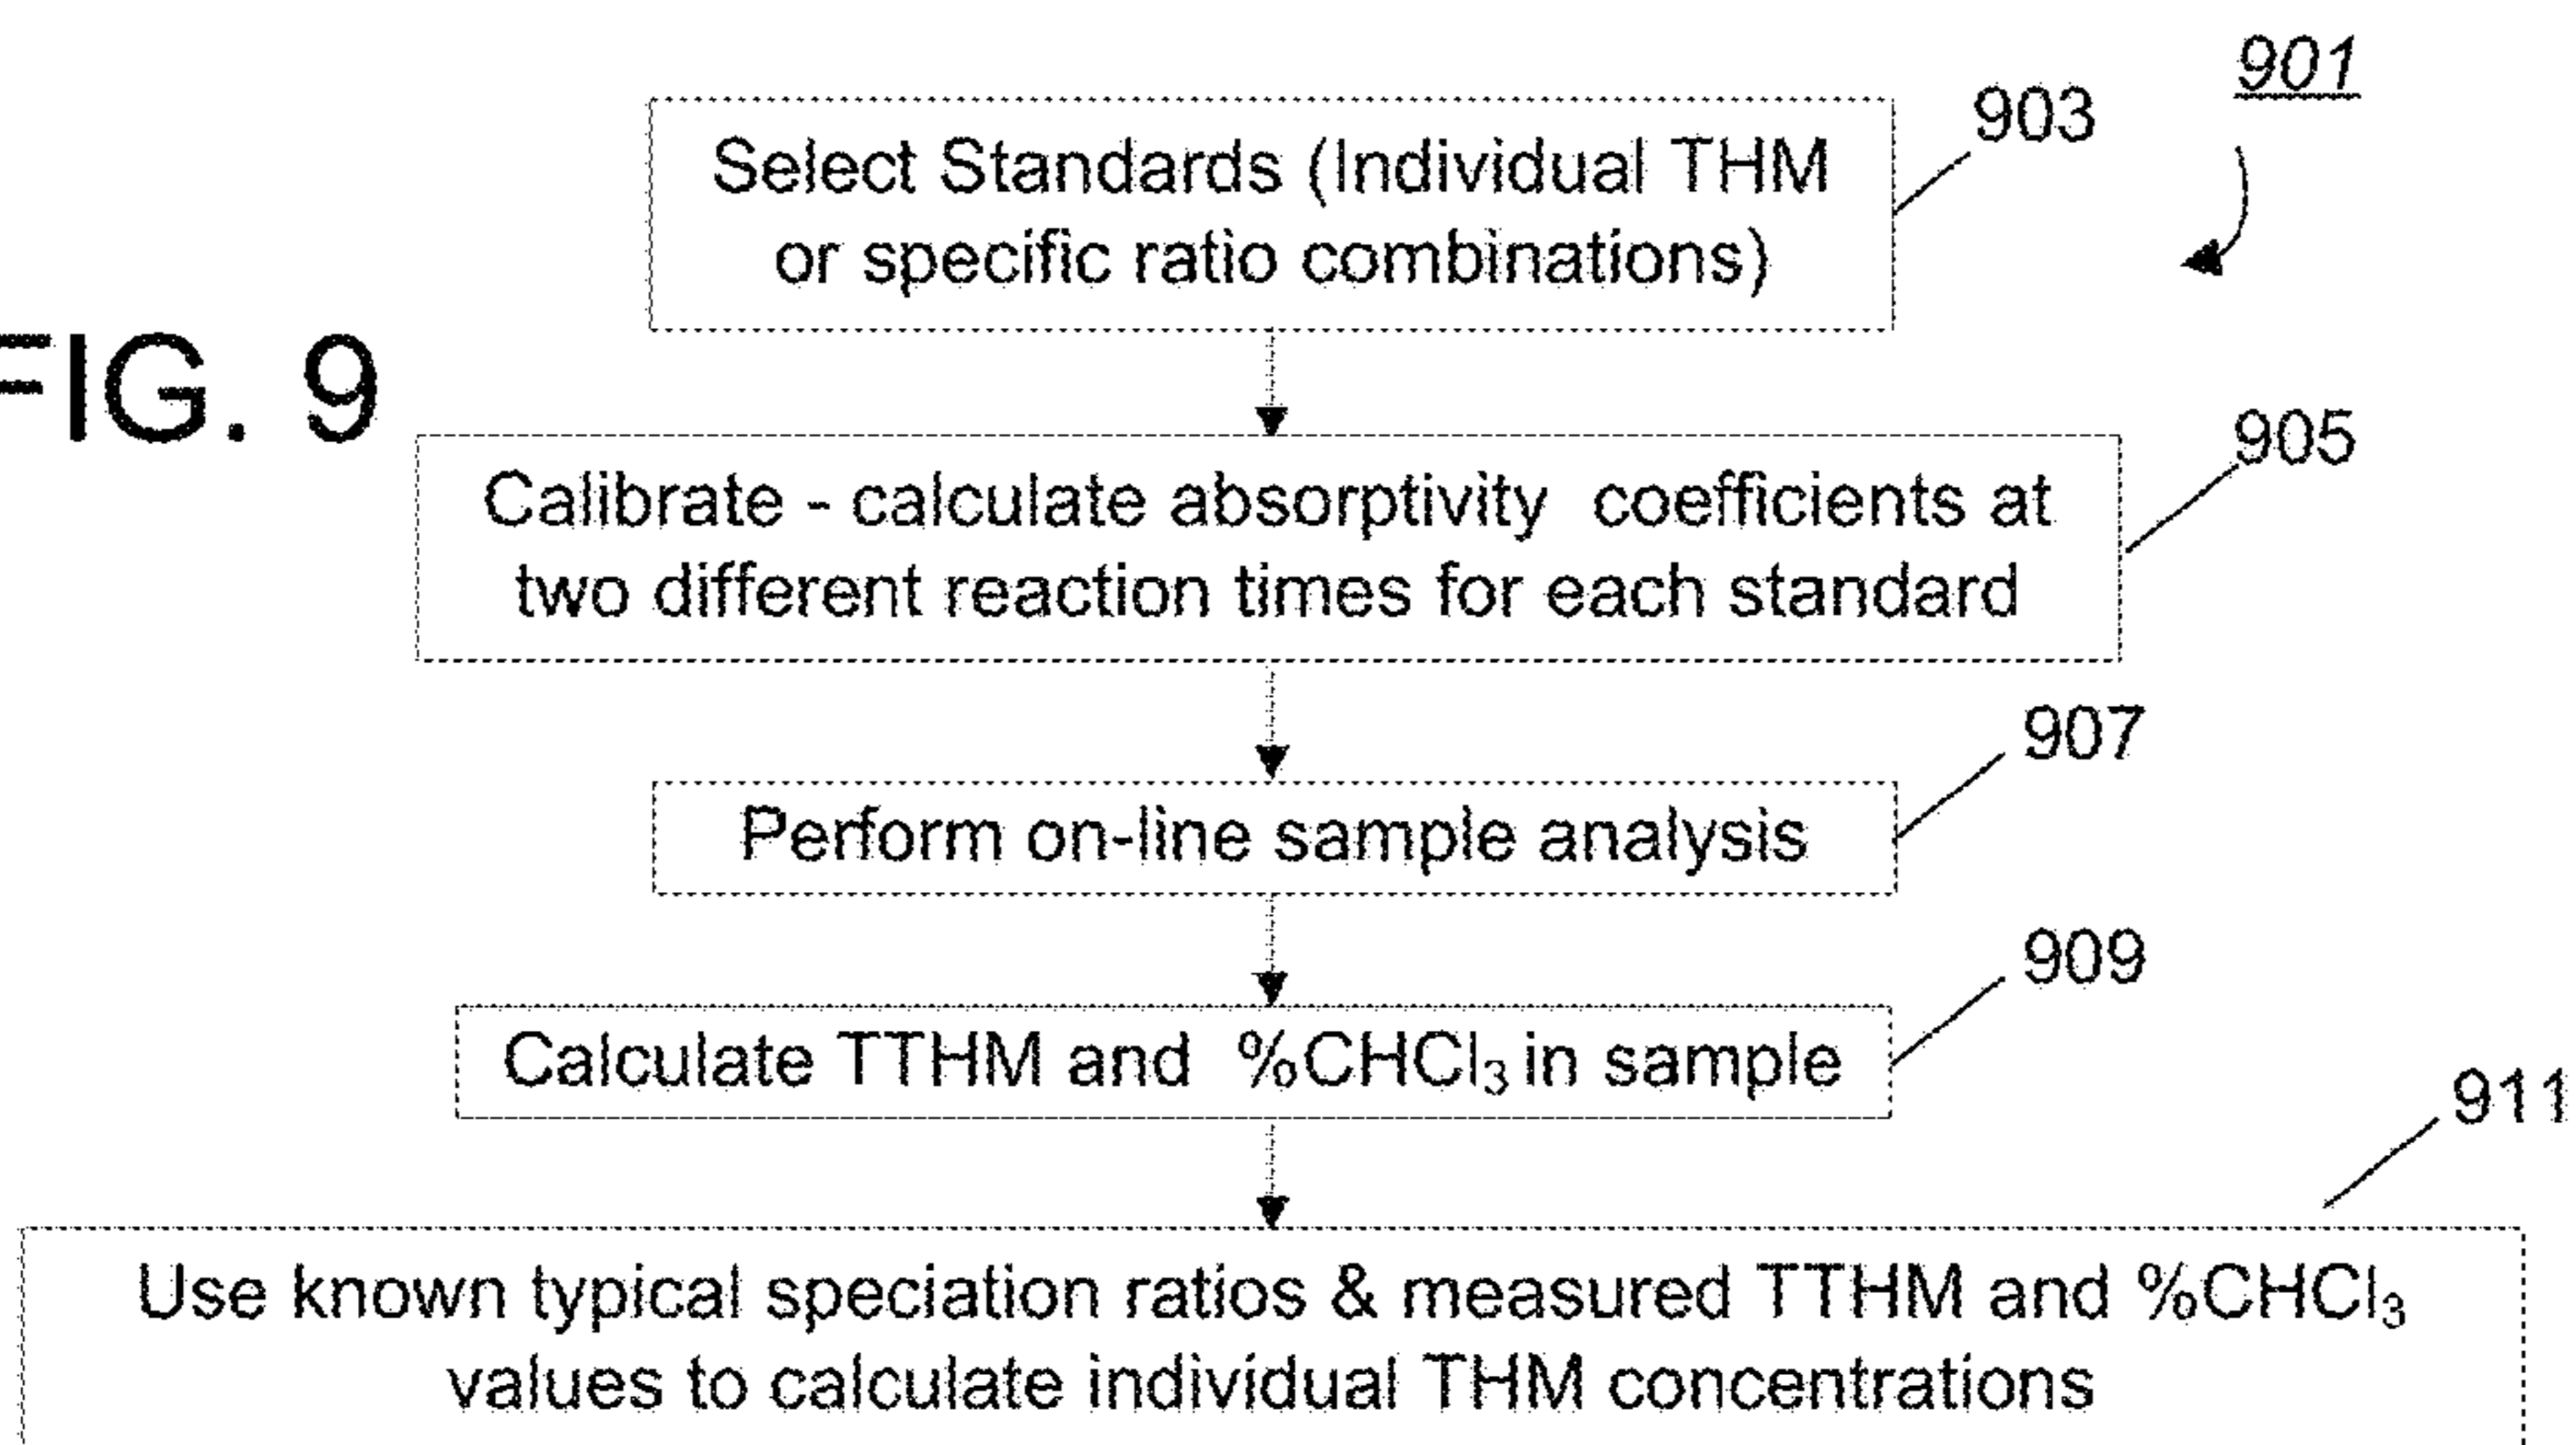 901
903
Select Standards (Individual THM
or specific ratio combinations)
FIG. 9
905
Calibrate - calculate absorptivity coefficients at
two different reaction times for each standard
907
Perform on-line sample analysis
909
Calculate TTHM and %CHCl₃ in sample
911
Use known typical speciation ratios & measured TTHM and %CHCl₃
values to calculate individual THM concentrations